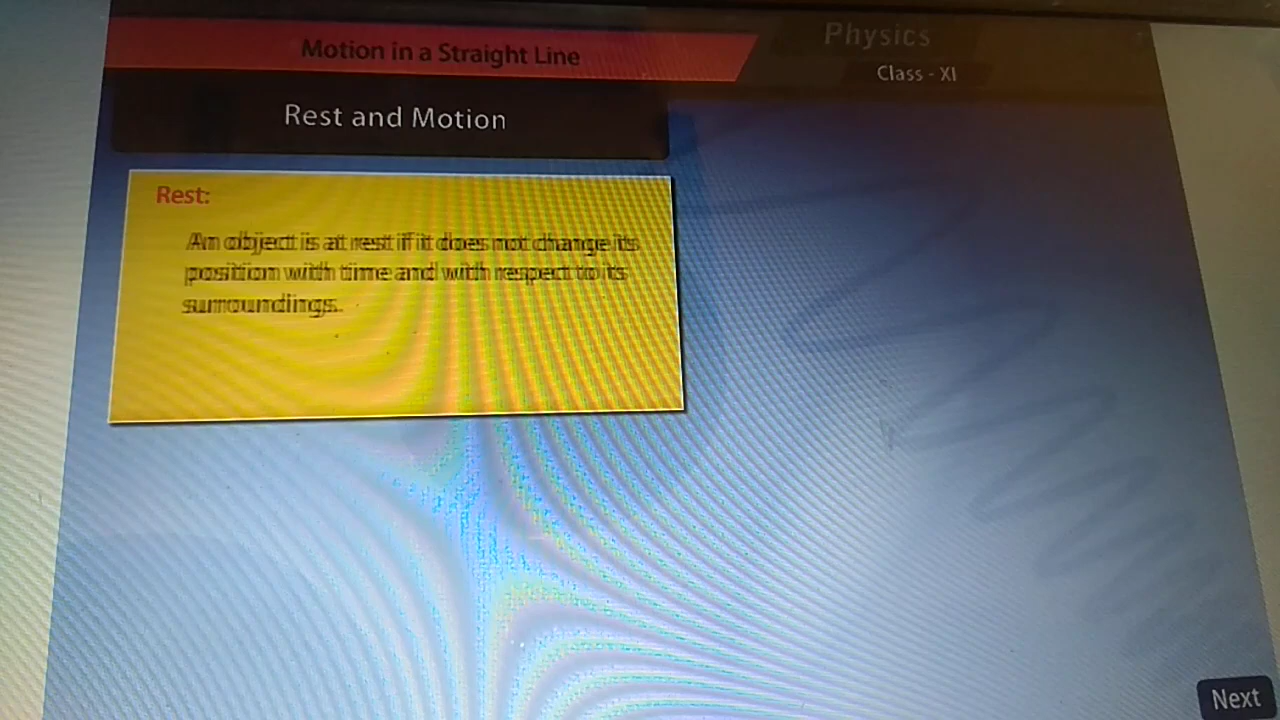 Motion in a Straight Line
Physics
Class - XI
Rest and Motion
Rest:
An object is at rest if it does not change its
position with time and with respect to its
surroundings.
Next